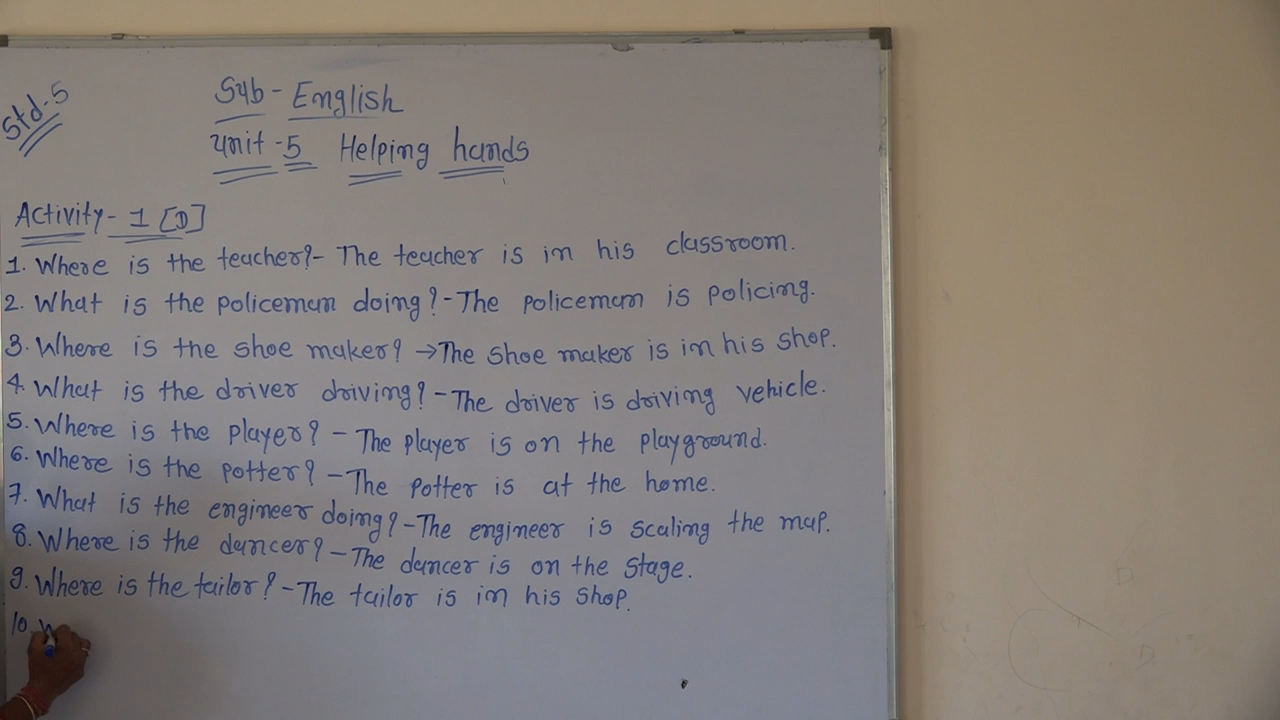 Std-5
Sub - English
Unit -5 Helping hands
Activity - 1 [D]
1. Where is the teacher?- The teacher is in his classroom.
2. What is the policeman doing?-The policeman is policing.
3. Where is the shoe maker? →The shoe maker is in his shop.
4. What is the driver driving?-The driver is driving vehicle.
5. Where is the player? - The player is on the playground.
6. Where is the potter? -The potter is at the home.
7. What is the engineer doing?-The engineer is scaling the map.
8. Where is the dancer? -The dancer is on the stage.
9. Where is the tailor? -The tailor is in his shop.
10. W